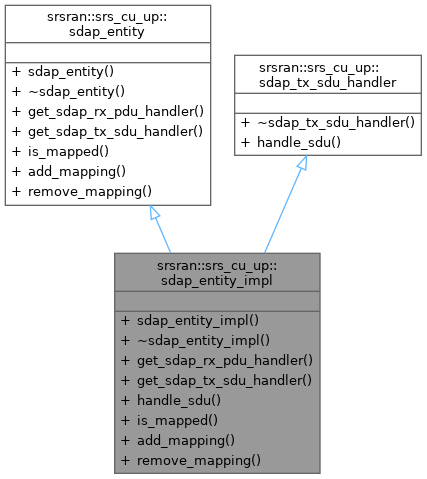 srsran::srs_cu_up::
sdap_entity
+ sdap_entity()
+ ~sdap_entity()
+ get_sdap_rx_pdu_handler()
+ get_sdap_tx_sdu_handler()
+ is_mapped()
+ add_mapping()
+ remove_mapping()
srsran::srs_cu_up::
sdap_tx_sdu_handler
+ ~sdap_tx_sdu_handler()
+ handle_sdu()
srsran::srs_cu_up::
sdap_entity_impl
+ sdap_entity_impl()
+ ~sdap_entity_impl()
+ get_sdap_rx_pdu_handler()
+ get_sdap_tx_sdu_handler()
+ handle_sdu()
+ is_mapped()
+ add_mapping()
+ remove_mapping()